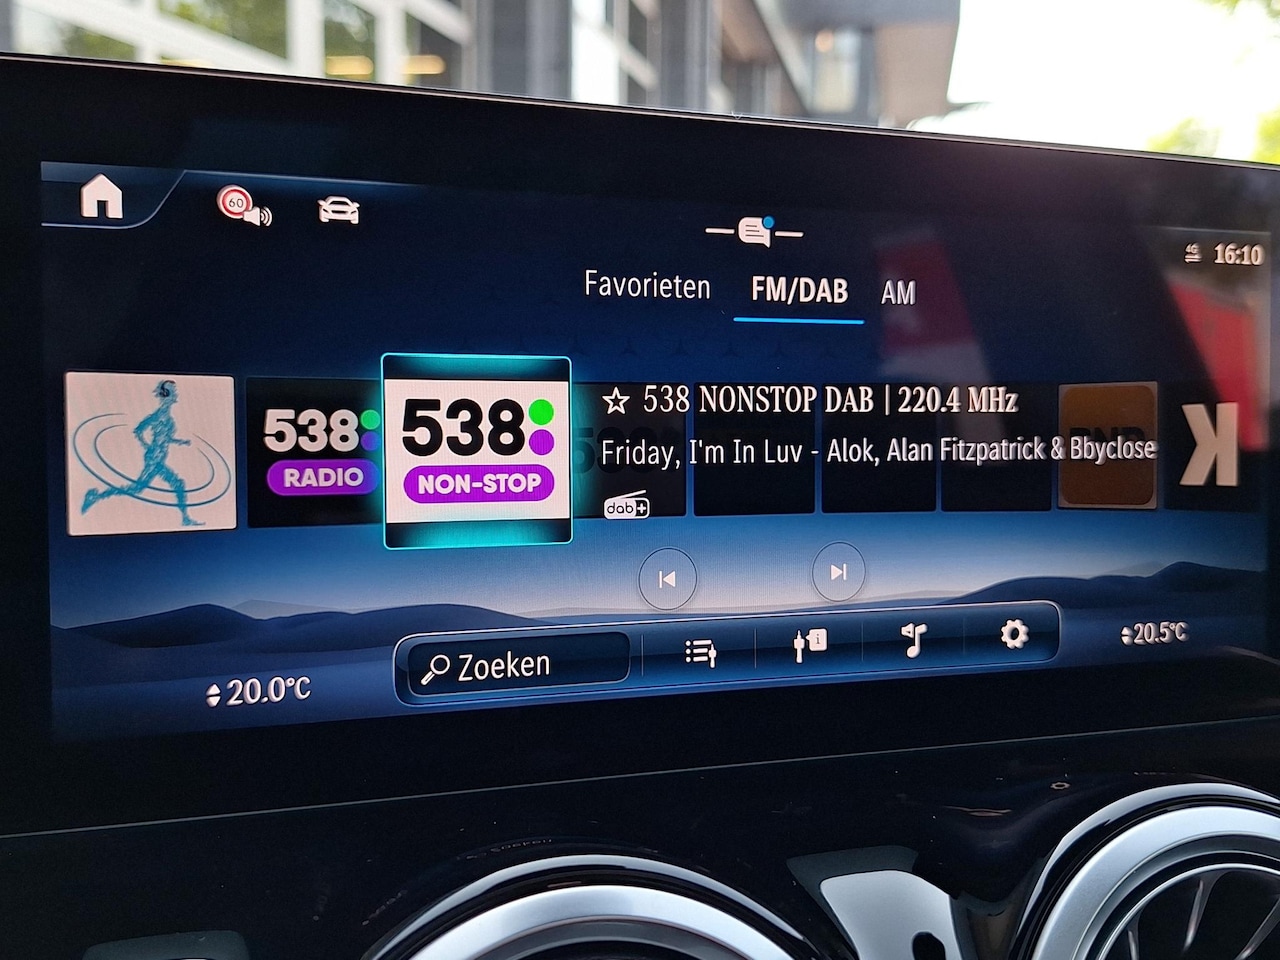 60
4G
16:10
Favorieten
FM/DAB
AM
538
RADIO
538
NON-STOP
538 NONSTOP DAB | 220.4 MHz
Friday, I'm In Luv - Alok, Alan Fitzpatrick & Bbyclose
dab+
K
20.0°C
Zoeken
i
20.5°C